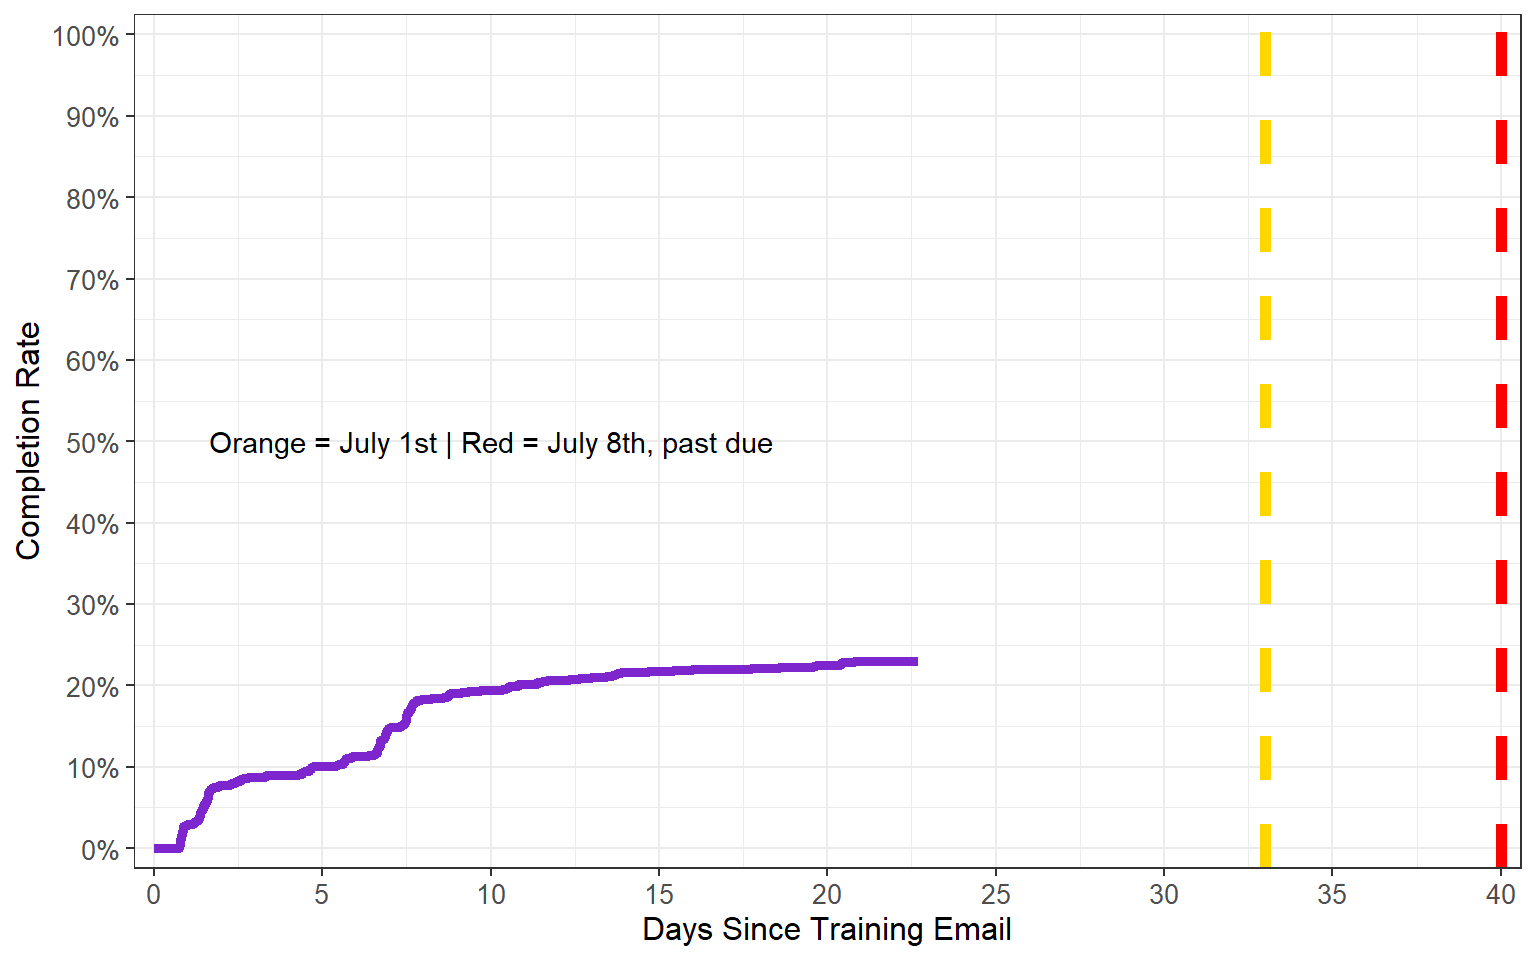 100%
90%
80%
70%
60%
50%
40%
30%
20%
10%
0%
Completion Rate
Orange = July 1st | Red = July 8th, past due
0 5 10 15 20 25 30 35 40
Days Since Training Email